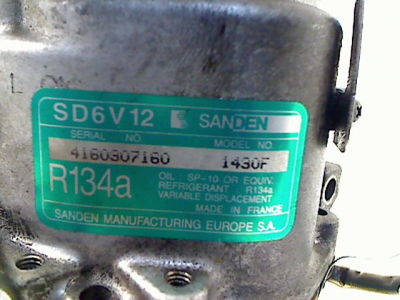 SD6V12 SANDEN
SERIAL NO. MODEL NO.
4160307160 1430F
R134a OIL : SP-10 OR EQUIV.
REFRIGERANT : R134a
VARIABLE DISPLACEMENT
MADE IN FRANCE
SANDEN MANUFACTURING EUROPE S.A.